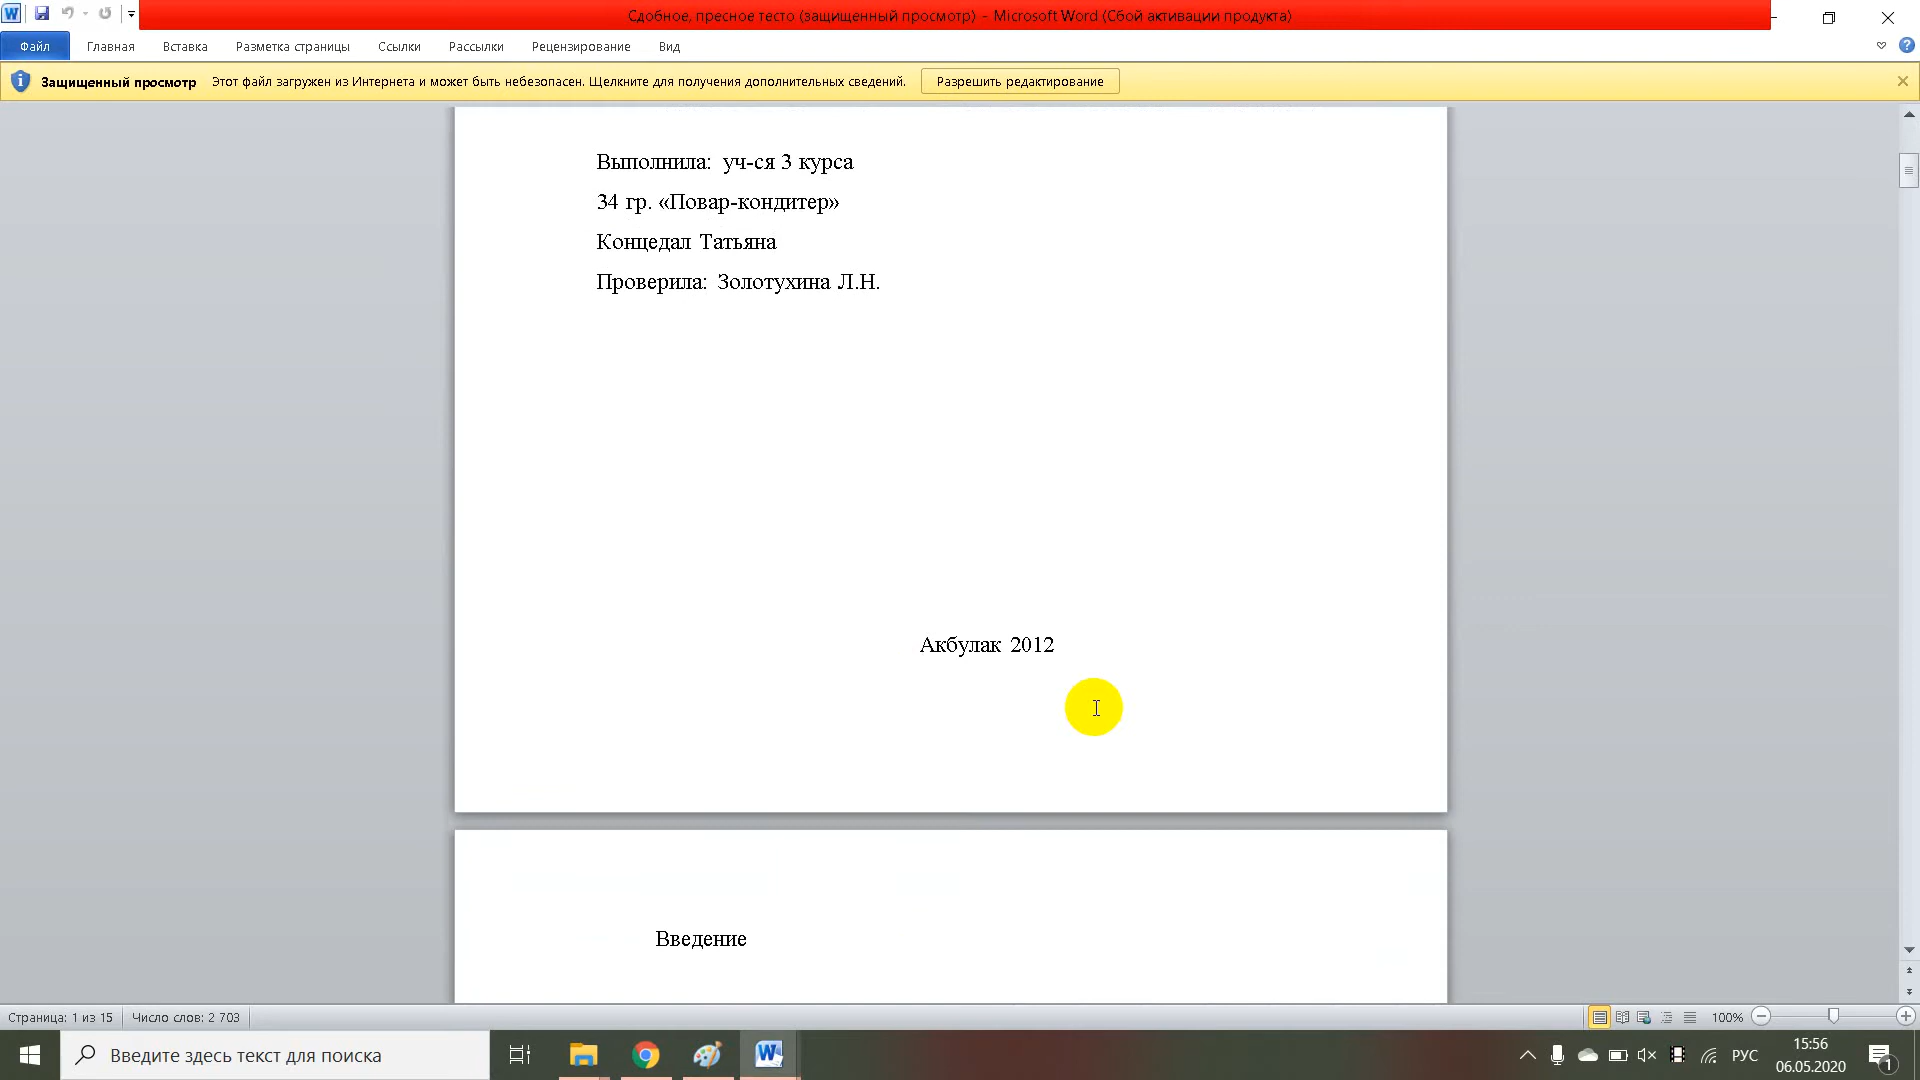 Сдобное, пресное тесто (защищенный просмотр) - Microsoft Word (Сбой активации продукта)
Файл Главная Вставка Разметка страницы Ссылки Рассылки Рецензирование Вид
Защищенный просмотр Этот файл загружен из Интернета и может быть небезопасен. Щелкните для получения дополнительных сведений. Разрешить редактирование
Выполнила: уч-ся 3 курса
34 гр. «Повар-кондитер»
Концедал Татьяна
Проверила: Золотухина Л.Н.
Акбулак 2012
Введение
Страница: 1 из 15 Число слов: 2 703 100%
Введите здесь текст для поиска
РУС
15:56
06.05.2020
1